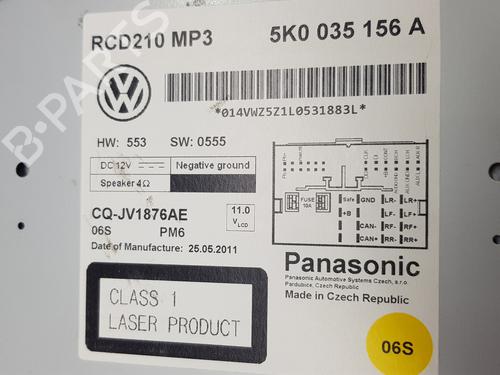 RCD210 MP3 5K0 035 156 A
*014VWZ5Z1L0531883L*
HW: 553 SW: 0555
DC 12V Negative ground
Speaker 4Ω
CQ-JV1876AE 11.0 VLCD
06S PM6
Date of Manufacture: 25.05.2011
FUSE 10A
Safe GND LR- LR+
+B LF- LF+
CAN- RF- RF+
CAN+ RR- RR+
Panasonic
Panasonic Automotive Systems Czech, s.r.o.
Pardubice, Czech Republic
Made in Czech Republic
CLASS 1
LASER PRODUCT
06S
B-PARTS